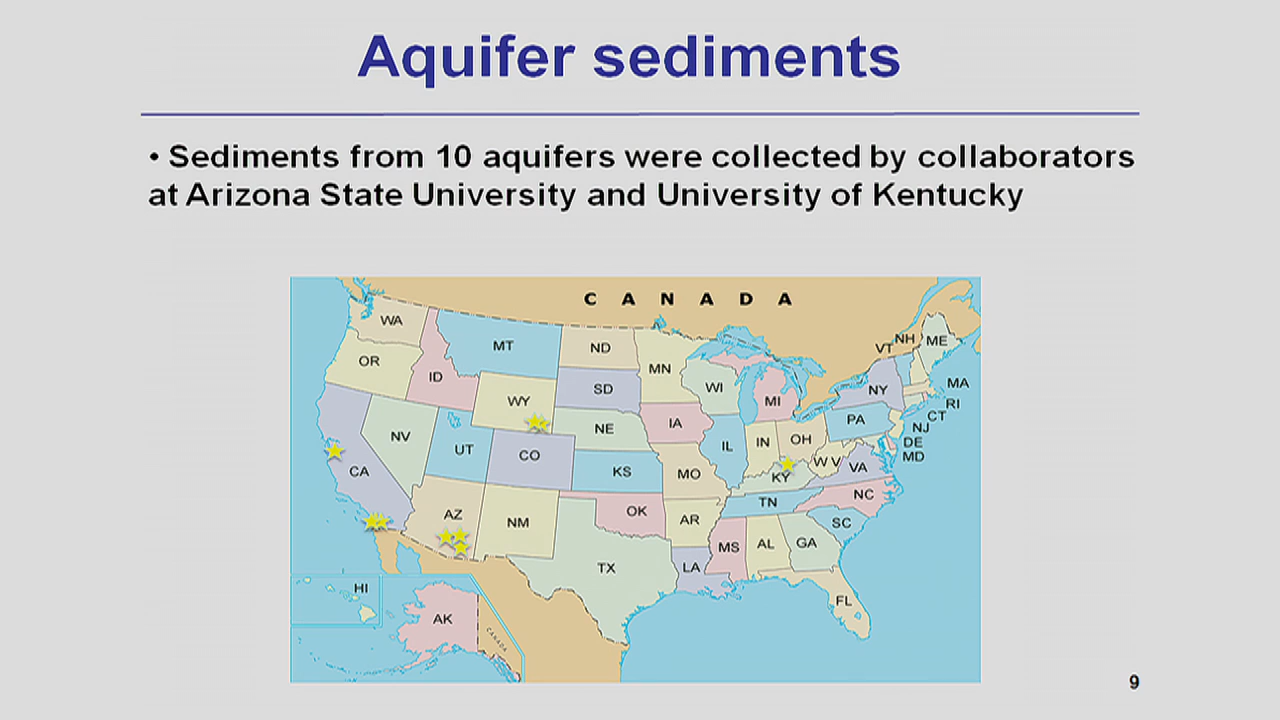 Aquifer sediments
• Sediments from 10 aquifers were collected by collaborators
at Arizona State University and University of Kentucky
C A N A D A
WA
MT
ND
MN
VT
NH
ME
OR
ID
SD
WI
MI
NY
MA
RI
CT
WY
NE
IA
PA
NJ
NV
UT
CO
IL
IN
OH
DE
MD
CA
KS
MO
KY
WV
VA
AZ
NM
OK
AR
TN
NC
SC
TX
LA
MS
AL
GA
HI
AK
CANADA
FL
9